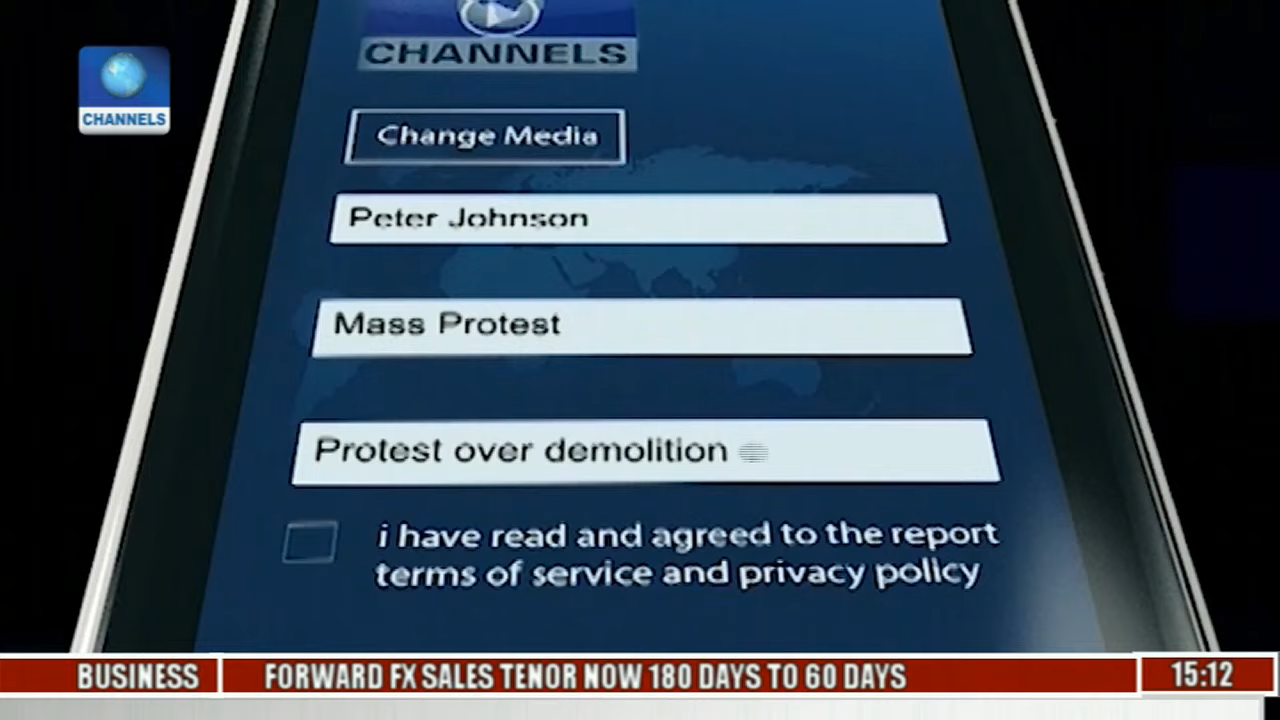 CHANNELS
CHANNELS
Change Media
Peter Johnson
Mass Protest
Protest over demolition
i have read and agreed to the report
terms of service and privacy policy
BUSINESS
FORWARD FX SALES TENOR NOW 180 DAYS TO 60 DAYS
15:12